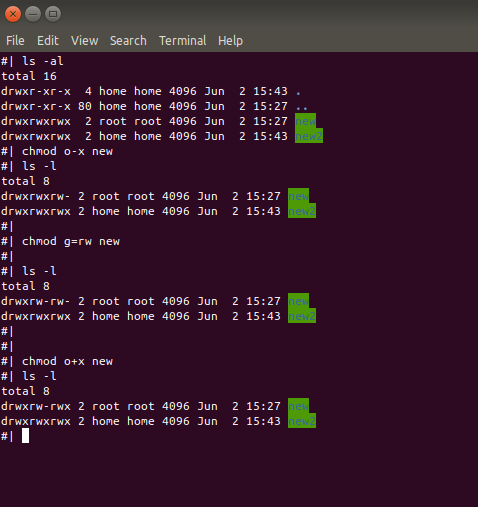 File Edit View Search Terminal Help
#| ls -al
total 16
drwxr-xr-x  4 home home 4096 Jun  2 15:43 .
drwxr-xr-x 80 home home 4096 Jun  2 15:27 ..
drwxrwxrwx  2 root root 4096 Jun  2 15:27 new
drwxrwxrwx  2 home home 4096 Jun  2 15:43 new2
#| chmod o-x new
#| ls -l
total 8
drwxrwxrw- 2 root root 4096 Jun  2 15:27 new
drwxrwxrwx 2 home home 4096 Jun  2 15:43 new2
#|
#| chmod g=rw new
#|
#| ls -l
total 8
drwxrw-rw- 2 root root 4096 Jun  2 15:27 new
drwxrwxrwx 2 home home 4096 Jun  2 15:43 new2
#|
#|
#| chmod o+x new
#| ls -l
total 8
drwxrw-rwx 2 root root 4096 Jun  2 15:27 new
drwxrwxrwx 2 home home 4096 Jun  2 15:43 new2
#|